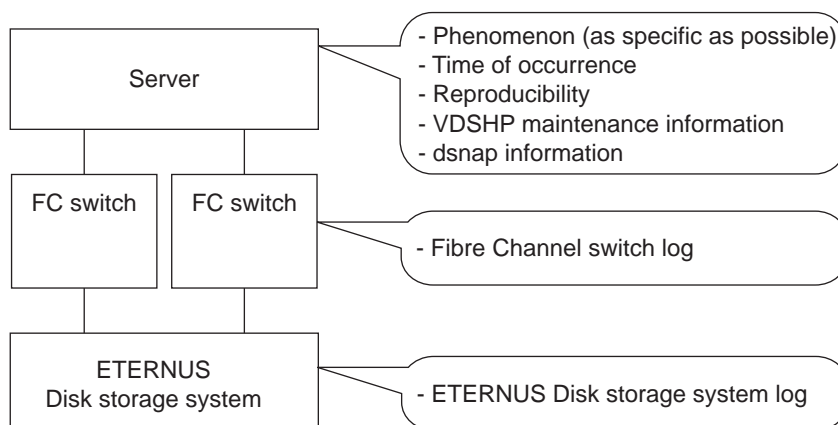 Server
- Phenomenon (as specific as possible)
- Time of occurrence
- Reproducibility
- VDSHP maintenance information
- dsnap information
FC switch
FC switch
- Fibre Channel switch log
ETERNUS
Disk storage system
- ETERNUS Disk storage system log